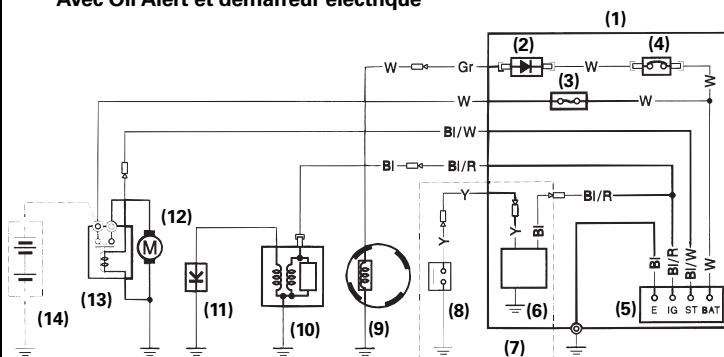 Avec Oil Alert et démarreur électrique
(1)
(2)
(4)
W
Gr
W
(3)
W
W
W
Bl/W
Bl
Bl/R
Y
Bl/R
(12)
Y
Y
Bl
Bl
Bl/R
Bl/W
W
M
(13)
(11)
(14)
(10)
(9)
(8)
(6)
(5)
E IG ST BAT
(7)